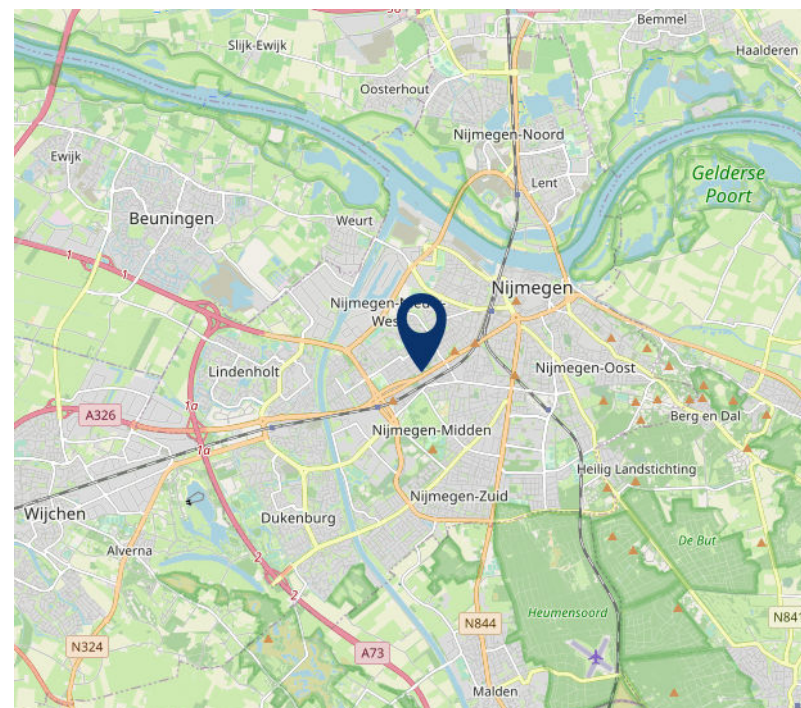 Bemmel
Slijk-Ewijk
Haalderen
Oosterhout
Nijmegen-Noord
Ewijk
Gelderse
Poort
Lent
Beuningen
Weurt
1
1
Nijmegen
Lindenholt
Nijmegen-Oost
1a
A326
Berg en Dal
Nijmegen-Midden
1a
Heilig Landstichting
Nijmegen-Zuid
Wijchen
Dukenburg
De But
Alverna
2
2
Heumensoord
N844
N841
N324
A73
Malden